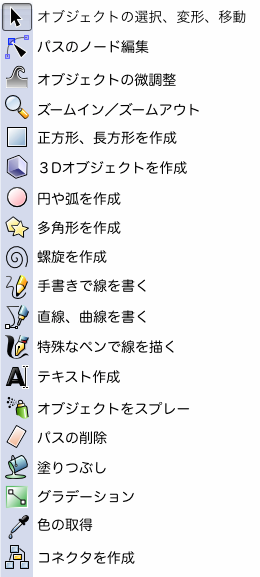 オブジェクトの選択、変形、移動
パスのノード編集
オブジェクトの微調整
ズームイン／ズームアウト
正方形、長方形を作成
３Dオブジェクトを作成
円や弧を作成
多角形を作成
螺旋を作成
手書きで線を書く
直線、曲線を書く
特殊なペンで線を描く
テキスト作成
オブジェクトをスプレー
パスの削除
塗りつぶし
グラデーション
色の取得
コネクタを作成